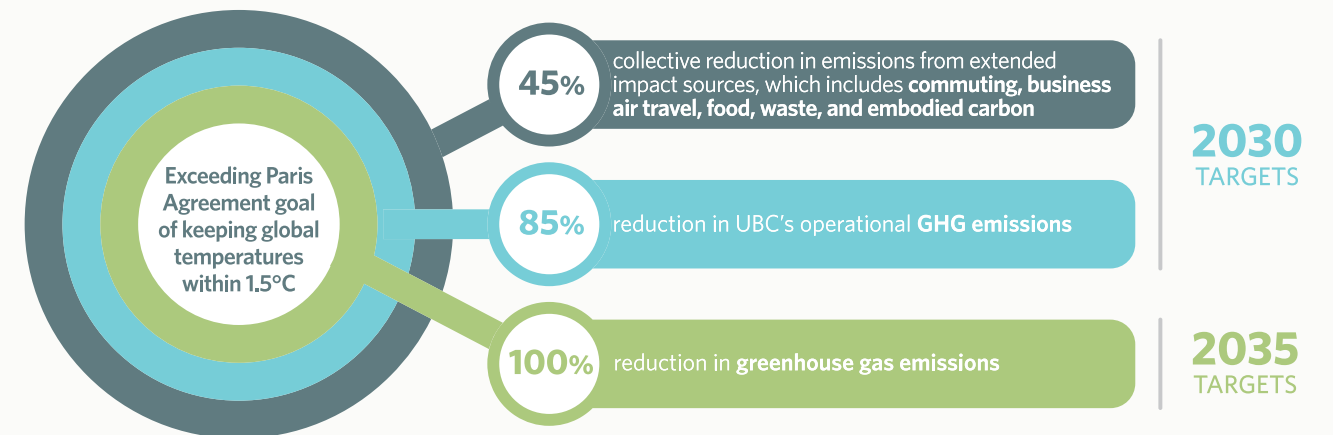 Exceeding Paris
Agreement goal
of keeping global
temperatures
within 1.5°C
45%
collective reduction in emissions from extended
impact sources, which includes commuting, business
air travel, food, waste, and embodied carbon
85%
reduction in UBC's operational GHG emissions
2030
TARGETS
100%
reduction in greenhouse gas emissions
2035
TARGETS